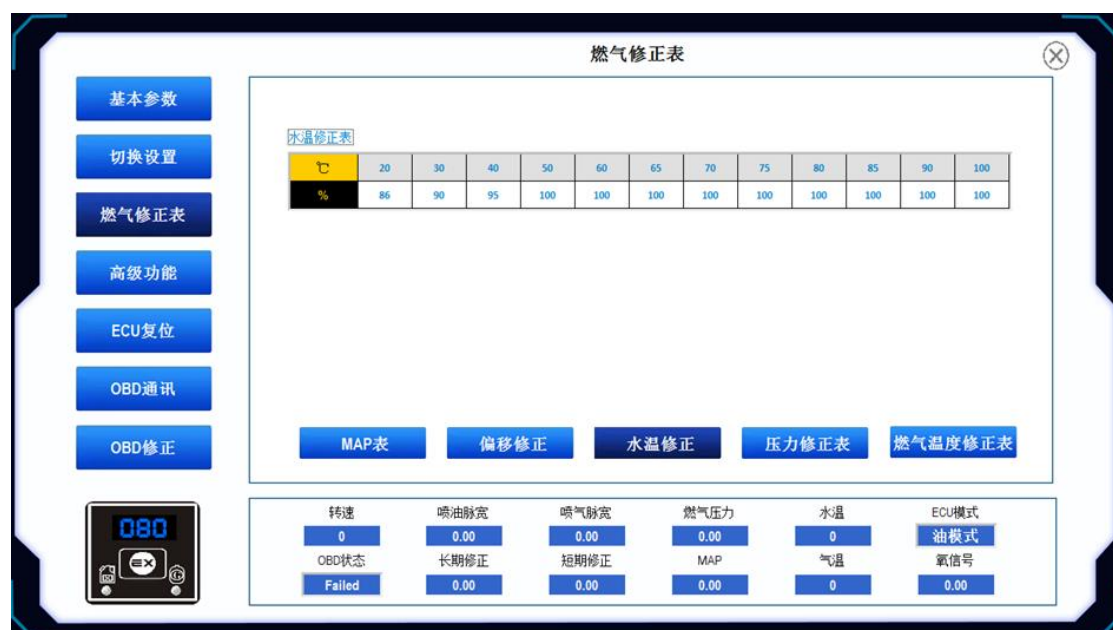 燃气修正表
基本参数
切换设置
燃气修正表
高级功能
ECU复位
OBD通讯
OBD修正
水温修正表
℃ 20 30 40 50 60 65 70 75 80 85 90 100
% 86 90 95 100 100 100 100 100 100 100 100 100
MAP表 偏移修正 水温修正 压力修正表 燃气温度修正表
080
EX
转速 喷油脉宽 喷气脉宽 燃气压力 水温 ECU模式
0 0.00 0.00 0.00 0 油模式
OBD状态 长期修正 短期修正 MAP 气温 氧信号
Failed 0.00 0.00 0.00 0 0.00